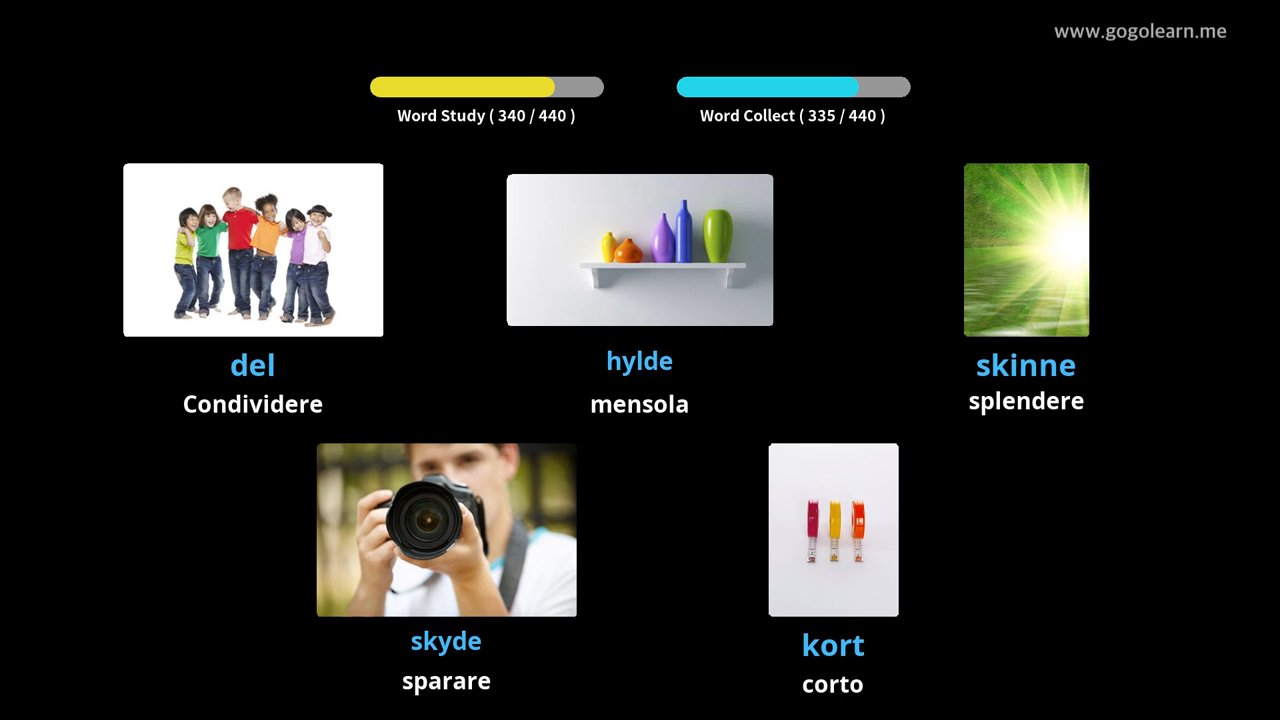 www.gogolearn.me
Word Study ( 340 / 440 )
Word Collect ( 335 / 440 )
del
Condividere
hylde
mensola
skinne
splendere
skyde
sparare
kort
corto